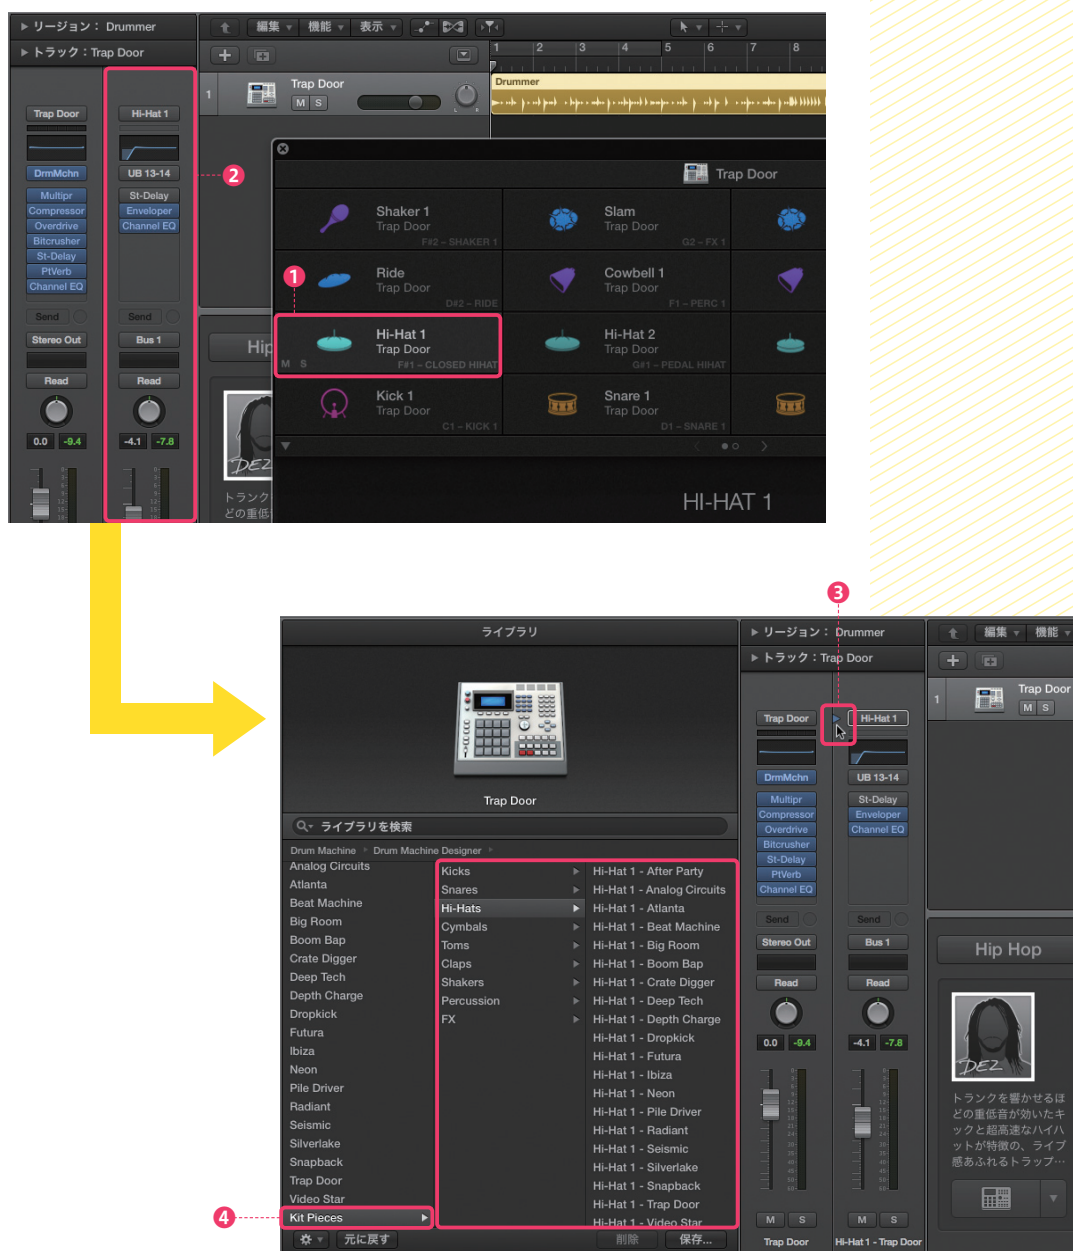 リージョン： Drummer
トラック：Trap Door
編集 機能 表示
1 2 3 4 5 6 7 8
1 Trap Door
M S
L R
Drummer
Trap Door Hi-Hat 1
DrmMchn UB 13-14
Multipr St-Delay
Compressor Enveloper
Overdrive Channel EQ
Bitcrusher
St-Delay
PtVerb
Channel EQ
Send Send
Stereo Out Bus 1
Read Read
0.0 -9.4 -4.1 -7.8
2
Trap Door
Shaker 1
Trap Door
F#2 – SHAKER 1
Slam
Trap Door
G2 – FX 1
1
Ride
Trap Door
D#2 – RIDE
Cowbell 1
Trap Door
F1 – PERC 1
Hi-Hat 1
Trap Door
M S F#1 – CLOSED HIHAT
Hi-Hat 2
Trap Door
G#1 – PEDAL HIHAT
Kick 1
Trap Door
C1 – KICK 1
Snare 1
Trap Door
D1 – SNARE 1
HI-HAT 1
Hip
DEZ
トランク
どの重低
3
ライブラリ
Trap Door
ライブラリを検索
Drum Machine Drum Machine Designer
Analog Circuits
Atlanta
Beat Machine
Big Room
Boom Bap
Crate Digger
Deep Tech
Depth Charge
Dropkick
Futura
Ibiza
Neon
Pile Driver
Radiant
Seismic
Silverlake
Snapback
Trap Door
Video Star
4
Kit Pieces
Kicks
Snares
Hi-Hats
Cymbals
Toms
Claps
Shakers
Percussion
FX
Hi-Hat 1 - After Party
Hi-Hat 1 - Analog Circuits
Hi-Hat 1 - Atlanta
Hi-Hat 1 - Beat Machine
Hi-Hat 1 - Big Room
Hi-Hat 1 - Boom Bap
Hi-Hat 1 - Crate Digger
Hi-Hat 1 - Deep Tech
Hi-Hat 1 - Depth Charge
Hi-Hat 1 - Dropkick
Hi-Hat 1 - Futura
Hi-Hat 1 - Ibiza
Hi-Hat 1 - Neon
Hi-Hat 1 - Pile Driver
Hi-Hat 1 - Radiant
Hi-Hat 1 - Seismic
Hi-Hat 1 - Silverlake
Hi-Hat 1 - Snapback
Hi-Hat 1 - Trap Door
Hi-Hat 1 - Video Star
元に戻す 削除 保存...
リージョン： Drummer
トラック：Trap Door
Trap Door Hi-Hat 1
DrmMchn UB 13-14
Multipr St-Delay
Compressor Enveloper
Overdrive Channel EQ
Bitcrusher
St-Delay
PtVerb
Channel EQ
Send Send
Stereo Out Bus 1
Read Read
0.0 -9.4 -4.1 -7.8
M S M S
Trap Door Hi-Hat 1 - Trap Door
編集 機能
1 Trap Door
M S
Hip Hop
DEZ
トランクを響かせるほ
どの重低音が効いたキ
ックと超高速なハイハ
ットが特徴の、ライブ
感あふれるトラップ…